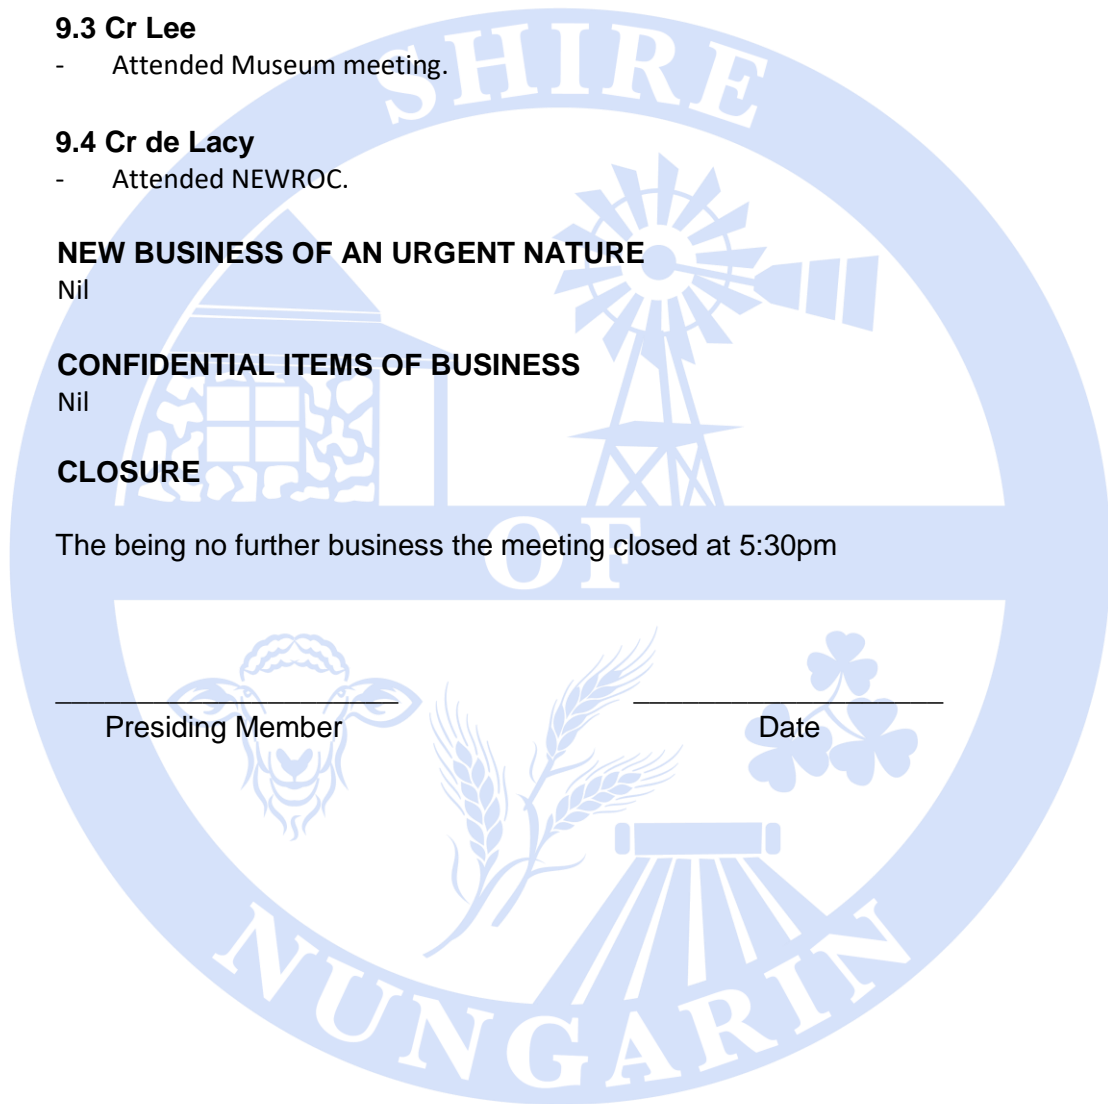 9.3 Cr Lee
- Attended Museum meeting.
9.4 Cr de Lacy
- Attended NEWROC.
NEW BUSINESS OF AN URGENT NATURE
Nil
CONFIDENTIAL ITEMS OF BUSINESS
Nil
CLOSURE
The being no further business the meeting closed at 5:30pm
Presiding Member Date
SHIRE
OF
NUNGARIN